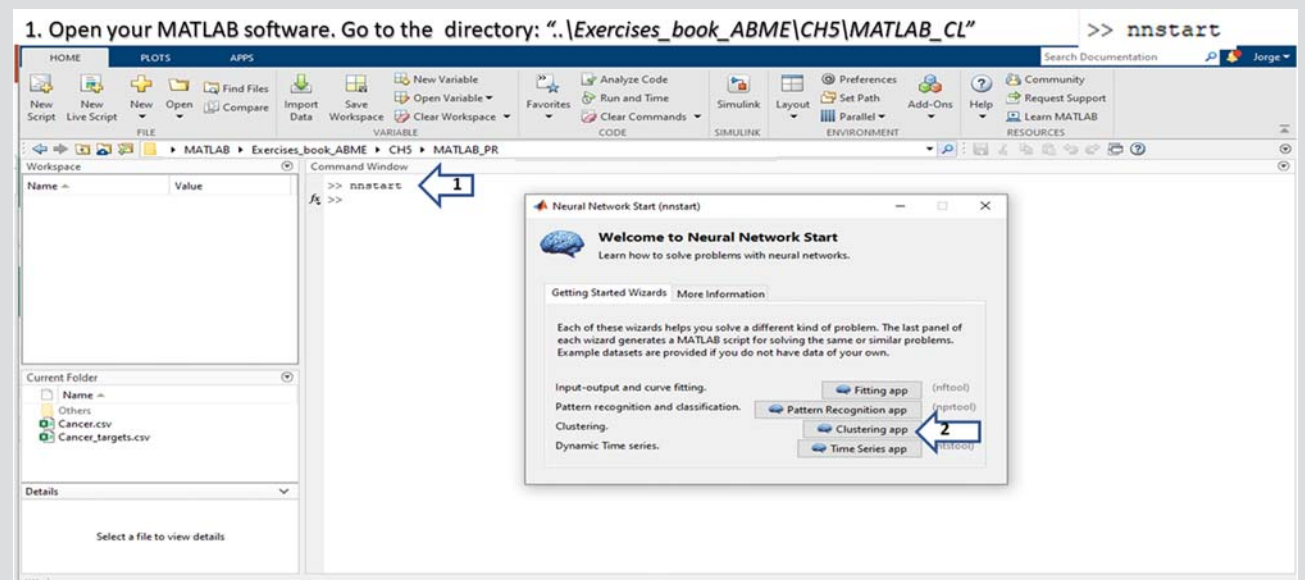 1. Open your MATLAB software. Go to the directory: “..\Exercises_book_ABME\CH5\MATLAB_CL”
>> nnstart
HOME PLOTS APPS
Search Documentation Jorge
New Script
New Live Script
New
Open
Find Files
Compare
FILE
Import Data
Save Workspace
New Variable
Open Variable
Clear Workspace
VARIABLE
Favorites
Analyze Code
Run and Time
Clear Commands
CODE
Simulink
SIMULINK
Layout
Preferences
Set Path
Parallel
Add-Ons
ENVIRONMENT
Help
Community
Request Support
Learn MATLAB
RESOURCES
MATLAB Exercises_book_ABME CH5 MATLAB_PR
Workspace
Name Value
Command Window
>> nnstart
1
fx >>
Neural Network Start (nnstart)
Welcome to Neural Network Start
Learn how to solve problems with neural networks.
Getting Started Wizards More Information
Each of these wizards helps you solve a different kind of problem. The last panel of
each wizard generates a MATLAB script for solving the same or similar problems.
Example datasets are provided if you do not have data of your own.
Input-output and curve fitting. Fitting app (nftool)
Pattern recognition and classification. Pattern Recognition app (nprtool)
Clustering. Clustering app 2
Dynamic Time series. Time Series app
Current Folder
Name
Others
Cancer.csv
Cancer_targets.csv
Details
Select a file to view details